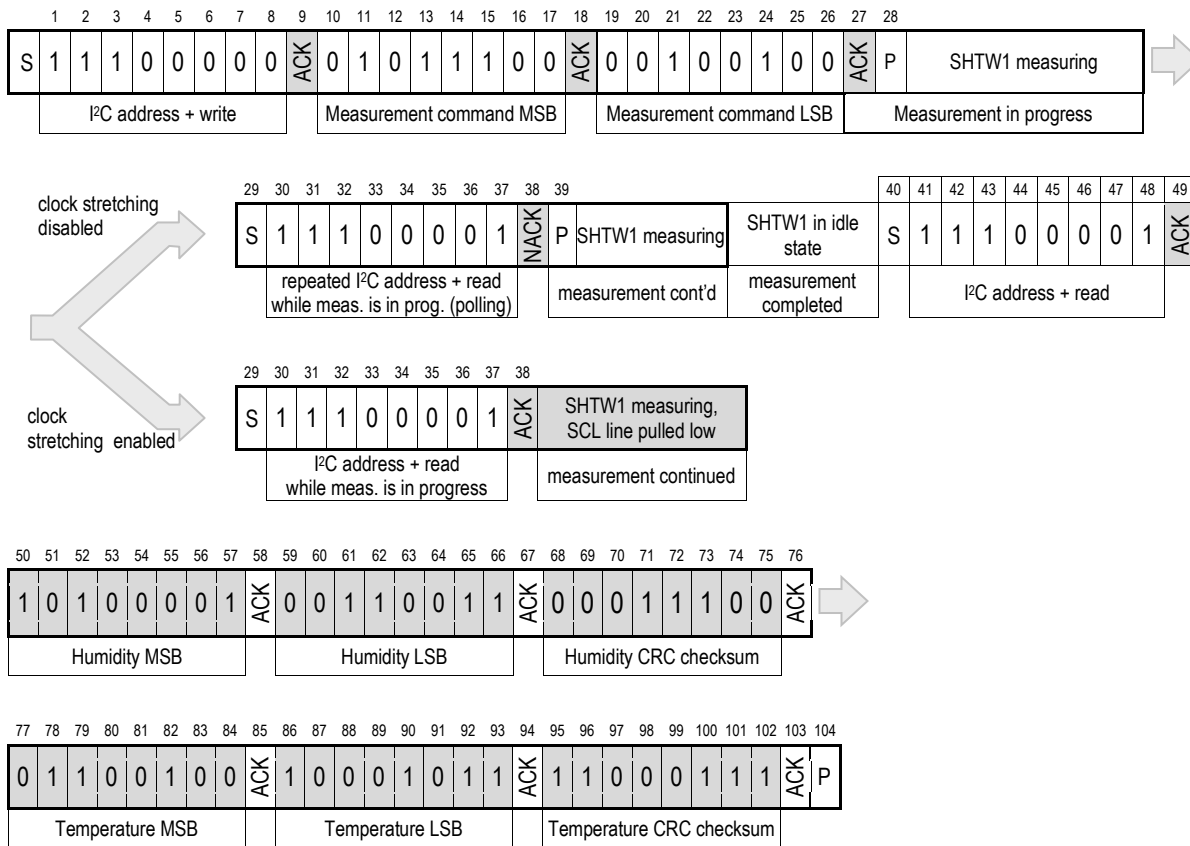 1 2 3 4 5 6 7 8 9 10 11 12 13 14 15 16 17 18 19 20 21 22 23 24 25 26 27 28
S 1 1 1 0 0 0 0 0 ACK 0 1 0 1 1 1 0 0 ACK 0 0 1 0 0 1 0 0 ACK P SHTW1 measuring
I²C address + write Measurement command MSB Measurement command LSB Measurement in progress
clock stretching
disabled
29 30 31 32 33 34 35 36 37 38 39 40 41 42 43 44 45 46 47 48 49
S 1 1 1 0 0 0 0 1 NACK P SHTW1 measuring SHTW1 in idle state S 1 1 1 0 0 0 0 1 ACK
repeated I²C address + read
while meas. is in prog. (polling)
measurement cont'd
measurement
completed
I²C address + read
clock
stretching enabled
29 30 31 32 33 34 35 36 37 38
S 1 1 1 0 0 0 0 1 ACK SHTW1 measuring,
SCL line pulled low
I²C address + read
while meas. is in progress
measurement continued
50 51 52 53 54 55 56 57 58 59 60 61 62 63 64 65 66 67 68 69 70 71 72 73 74 75 76
1 0 1 0 0 0 0 1 ACK 0 0 1 1 0 0 1 1 ACK 0 0 0 1 1 1 0 0 ACK
Humidity MSB Humidity LSB Humidity CRC checksum
77 78 79 80 81 82 83 84 85 86 87 88 89 90 91 92 93 94 95 96 97 98 99 100 101 102 103 104
0 1 1 0 0 1 0 0 ACK 1 0 0 0 1 0 1 1 ACK 1 1 0 0 0 1 1 1 ACK P
Temperature MSB Temperature LSB Temperature CRC checksum